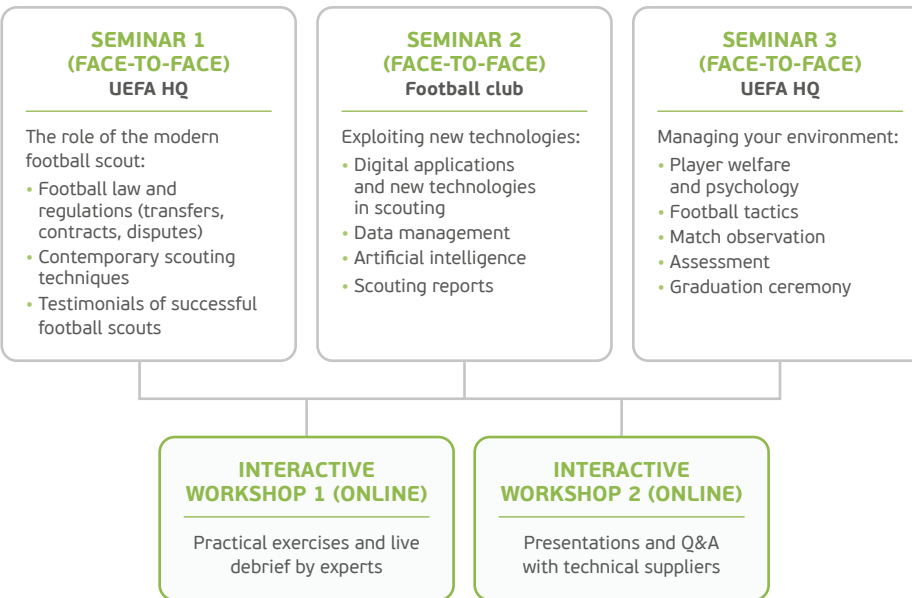 SEMINAR 1
(FACE-TO-FACE)
UEFA HQ
The role of the modern
football scout:
• Football law and
regulations (transfers,
contracts, disputes)
• Contemporary scouting
techniques
• Testimonials of successful
football scouts
SEMINAR 2
(FACE-TO-FACE)
Football club
Exploiting new technologies:
• Digital applications
and new technologies
in scouting
• Data management
• Artificial intelligence
• Scouting reports
SEMINAR 3
(FACE-TO-FACE)
UEFA HQ
Managing your environment:
• Player welfare
and psychology
• Football tactics
• Match observation
• Assessment
• Graduation ceremony
INTERACTIVE
WORKSHOP 1 (ONLINE)
Practical exercises and live
debrief by experts
INTERACTIVE
WORKSHOP 2 (ONLINE)
Presentations and Q&A
with technical suppliers